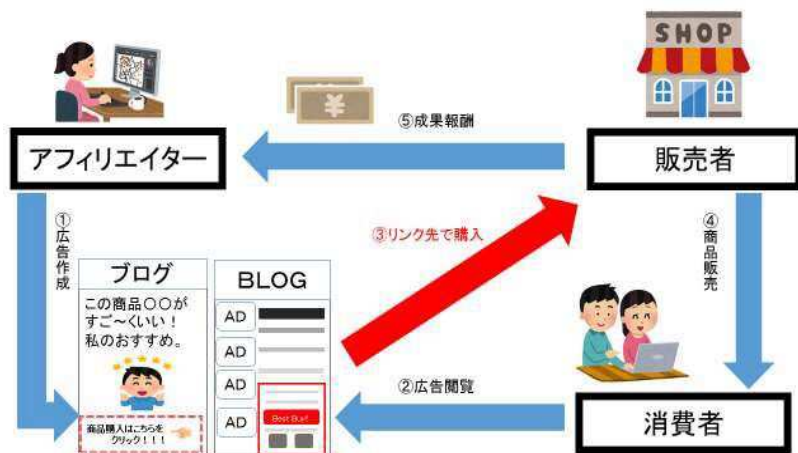 SHOP
¥
⑤成果報酬
アフィリエイター
販売者
①広告作成
③リンク先で購入
④商品販売
ブログ
この商品〇〇が
すご～くいい！
私のおすすめ。
商品購入はこちらを
クリック！！！
BLOG
AD
AD
AD
AD
Best Buy!
②広告閲覧
消費者